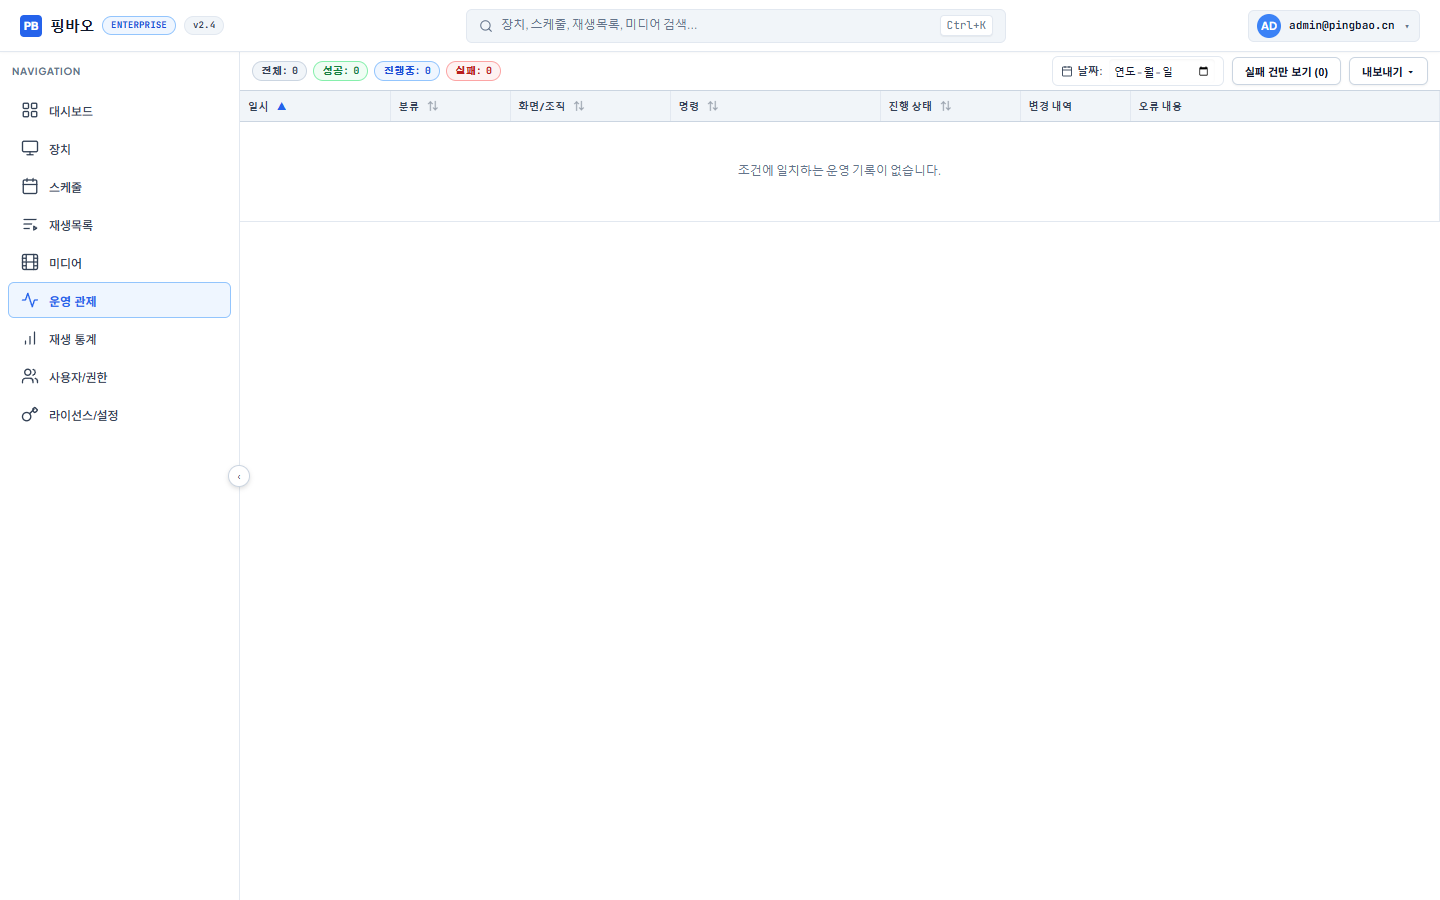 PB 핑바오 ENTERPRISE v2.4
장치, 스케줄, 재생목록, 미디어 검색... Ctrl+K
AD admin@pingbao.cn
NAVIGATION
대시보드
장치
스케줄
재생목록
미디어
운영 관제
재생 통계
사용자/권한
라이선스/설정
전체: 0 성공: 0 진행중: 0 실패: 0
날짜: 연도-월-일 실패 건만 보기 (0) 내보내기
일시 분류 화면/조직 명령 진행 상태 변경 내역 오류 내용
조건에 일치하는 운영 기록이 없습니다.